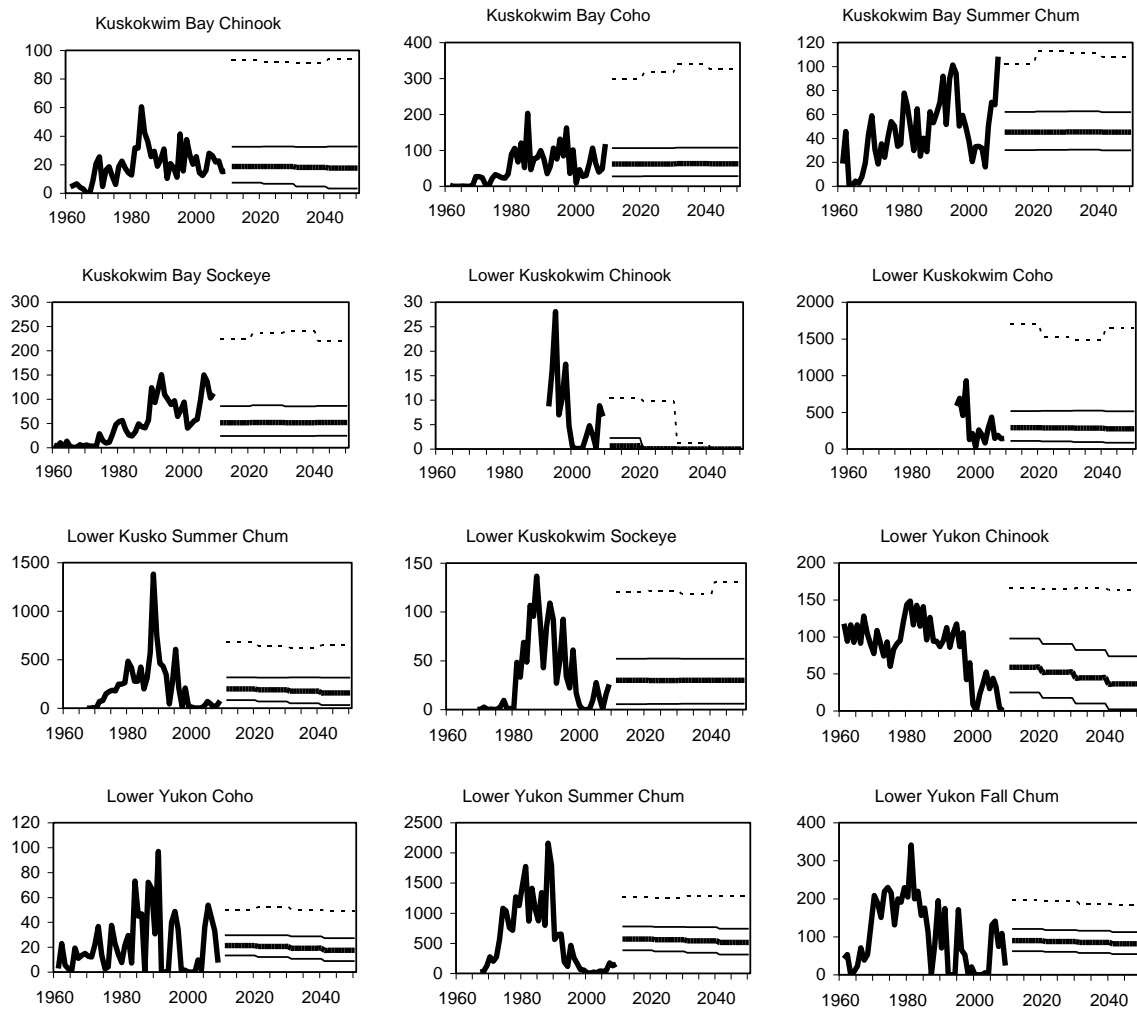 Kuskokwim Bay Chinook
100
80
60
40
20
0
1960 1980 2000 2020 2040
Kuskokwim Bay Coho
400
300
200
100
0
1960 1980 2000 2020 2040
Kuskokwim Bay Summer Chum
120
100
80
60
40
20
0
1960 1980 2000 2020 2040
Kuskokwim Bay Sockeye
300
250
200
150
100
50
0
1960 1980 2000 2020 2040
Lower Kuskokwim Chinook
30
25
20
15
10
5
0
1960 1980 2000 2020 2040
Lower Kuskokwim Coho
2000
1500
1000
500
0
1960 1980 2000 2020 2040
Lower Kusko Summer Chum
1500
1000
500
0
1960 1980 2000 2020 2040
Lower Kuskokwim Sockeye
150
100
50
0
1960 1980 2000 2020 2040
Lower Yukon Chinook
200
150
100
50
0
1960 1980 2000 2020 2040
Lower Yukon Coho
120
100
80
60
40
20
0
1960 1980 2000 2020 2040
Lower Yukon Summer Chum
2500
2000
1500
1000
500
0
1960 1980 2000 2020 2040
Lower Yukon Fall Chum
400
300
200
100
0
1960 1980 2000 2020 2040